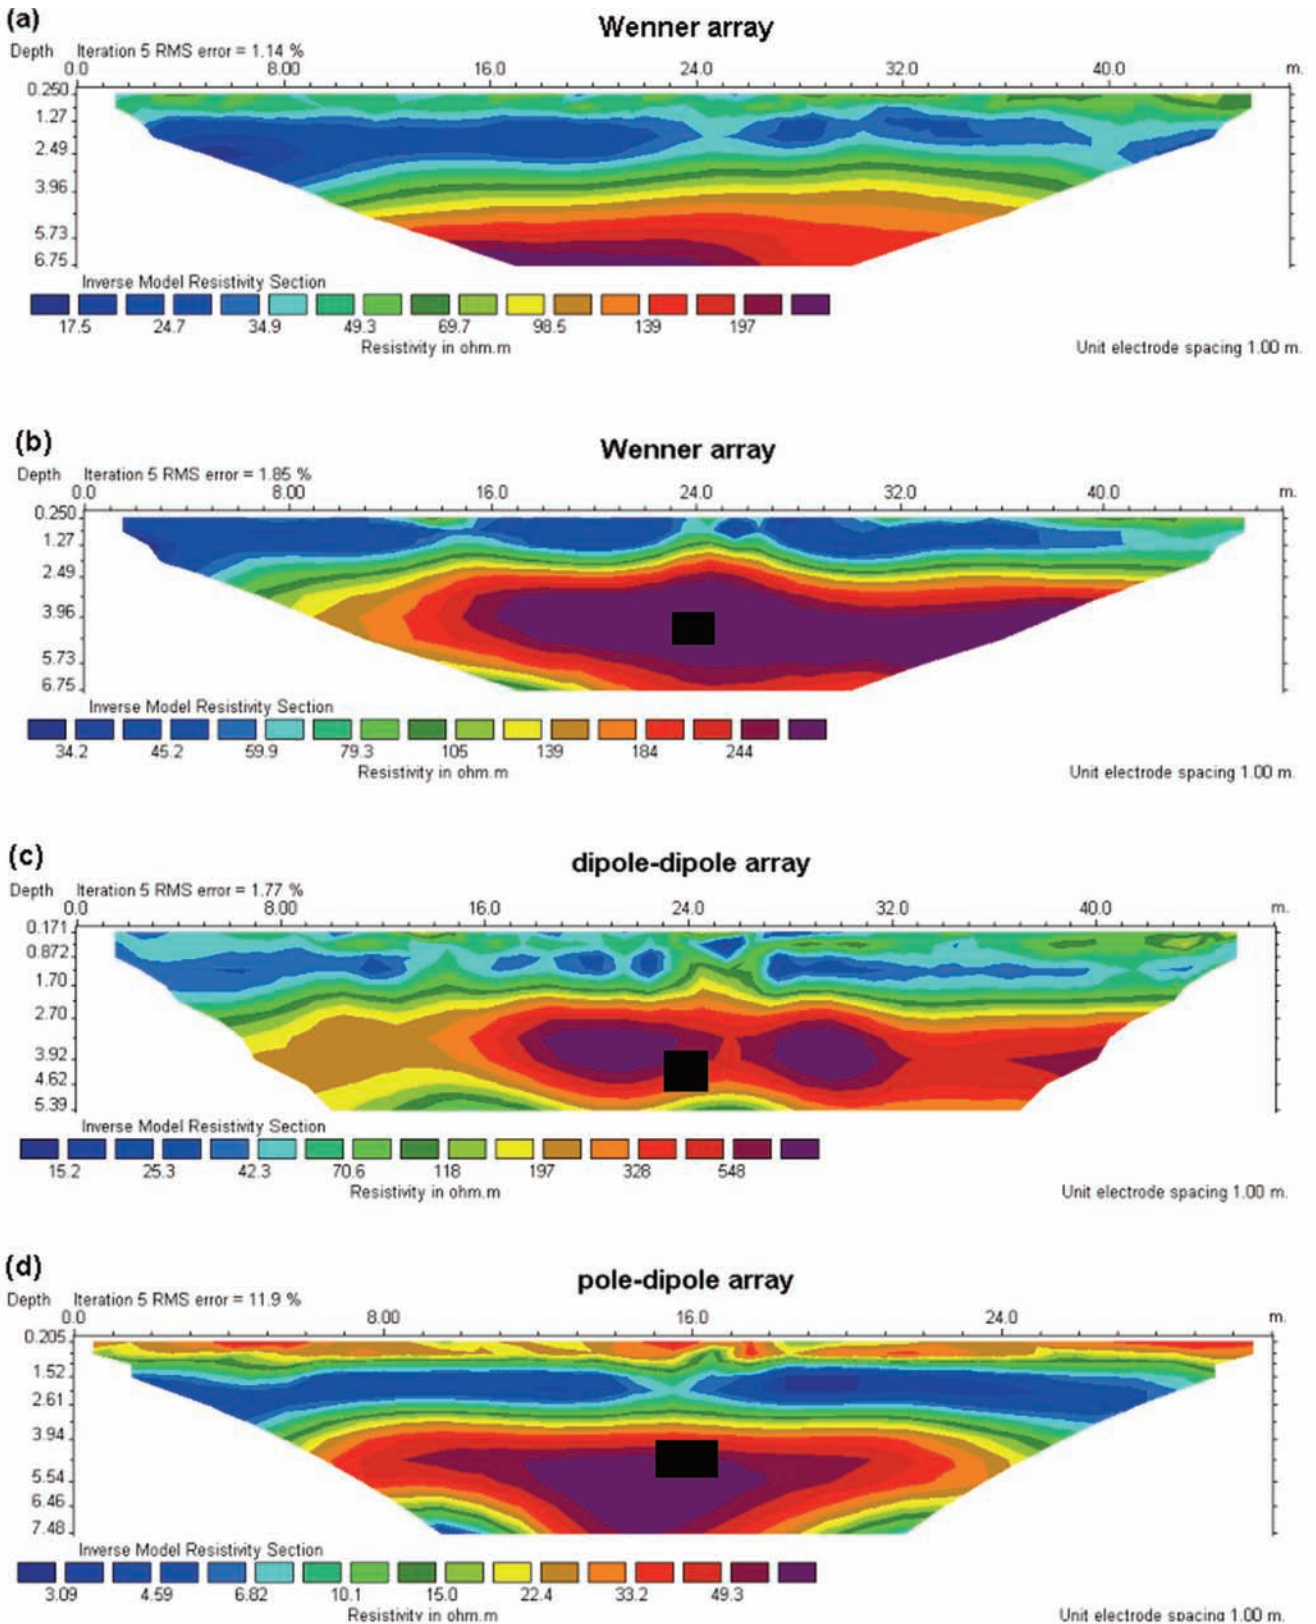 (a)
Wenner array
Depth Iteration 5 RMS error = 1.14 %
0.0 8.00 16.0 24.0 32.0 40.0 m.
0.250
1.27
2.49
3.96
5.73
6.75
Inverse Model Resistivity Section
17.5 24.7 34.9 49.3 69.7 98.5 139 197
Resistivity in ohm.m
Unit electrode spacing 1.00 m.
(b)
Wenner array
Depth Iteration 5 RMS error = 1.85 %
0.0 8.00 16.0 24.0 32.0 40.0 m.
0.250
1.27
2.49
3.96
5.73
6.75
Inverse Model Resistivity Section
34.2 45.2 59.9 79.3 105 139 184 244
Resistivity in ohm.m
Unit electrode spacing 1.00 m.
(c)
dipole-dipole array
Depth Iteration 5 RMS error = 1.77 %
0.0 8.00 16.0 24.0 32.0 40.0 m.
0.171
0.872
1.70
2.70
3.92
4.62
5.39
Inverse Model Resistivity Section
15.2 25.3 42.3 70.6 118 197 328 548
Resistivity in ohm.m
Unit electrode spacing 1.00 m.
(d)
pole-dipole array
Depth Iteration 5 RMS error = 11.9 %
0.0 8.00 16.0 24.0 m.
0.205
1.52
2.61
3.94
5.54
6.46
7.48
Inverse Model Resistivity Section
3.09 4.59 6.82 10.1 15.0 22.4 33.2 49.3
Resistivity in ohm.m
Unit electrode spacing 1.00 m.